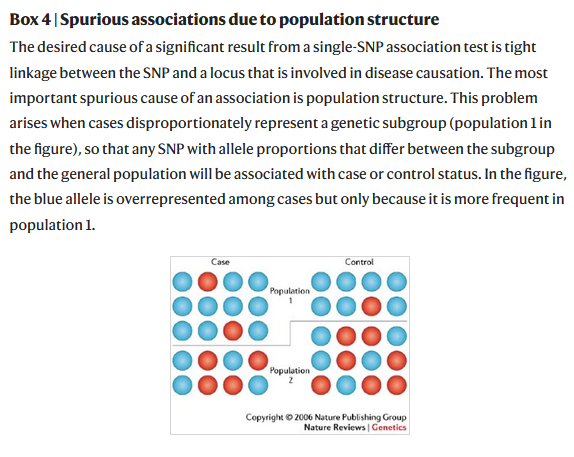 Box 4 | Spurious associations due to population structure
The desired cause of a significant result from a single-SNP association test is tight
linkage between the SNP and a locus that is involved in disease causation. The most
important spurious cause of an association is population structure. This problem
arises when cases disproportionately represent a genetic subgroup (population 1 in
the figure), so that any SNP with allele proportions that differ between the subgroup
and the general population will be associated with case or control status. In the figure,
the blue allele is overrepresented among cases but only because it is more frequent in
population 1.
Case
Control
Population
1
Population
2
Copyright © 2006 Nature Publishing Group
Nature Reviews | Genetics